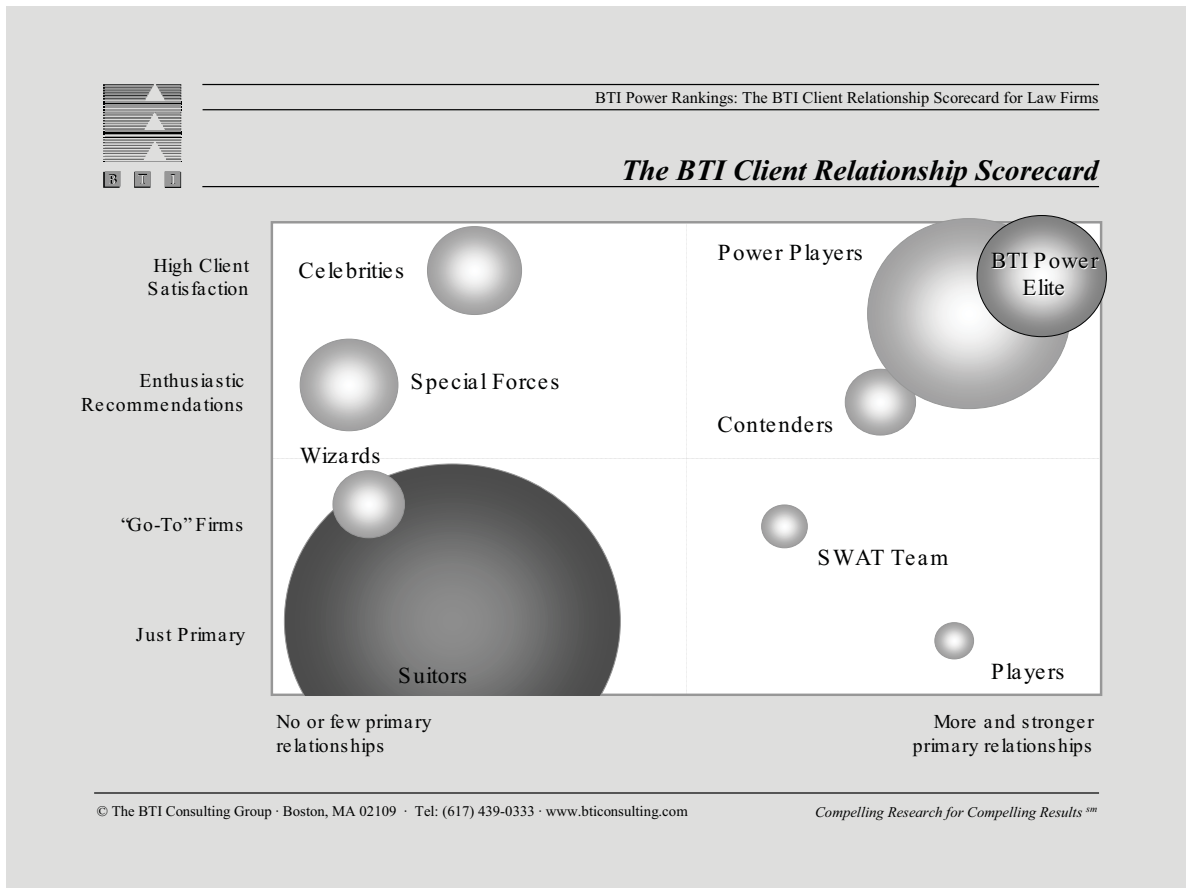 BTI Power Rankings: The BTI Client Relationship Scorecard for Law Firms
B T I
The BTI Client Relationship Scorecard
High Client
Satisfaction
Enthusiastic
Recommendations
“Go-To” Firms
Just Primary
Celebrities
Special Forces
Wizards
Suitors
Power Players
BTI Power
Elite
Contenders
SWAT Team
Players
No or few primary
relationships
More and stronger
primary relationships
© The BTI Consulting Group · Boston, MA 02109 · Tel: (617) 439-0333 · www.bticonsulting.com
Compelling Research for Compelling Results sm